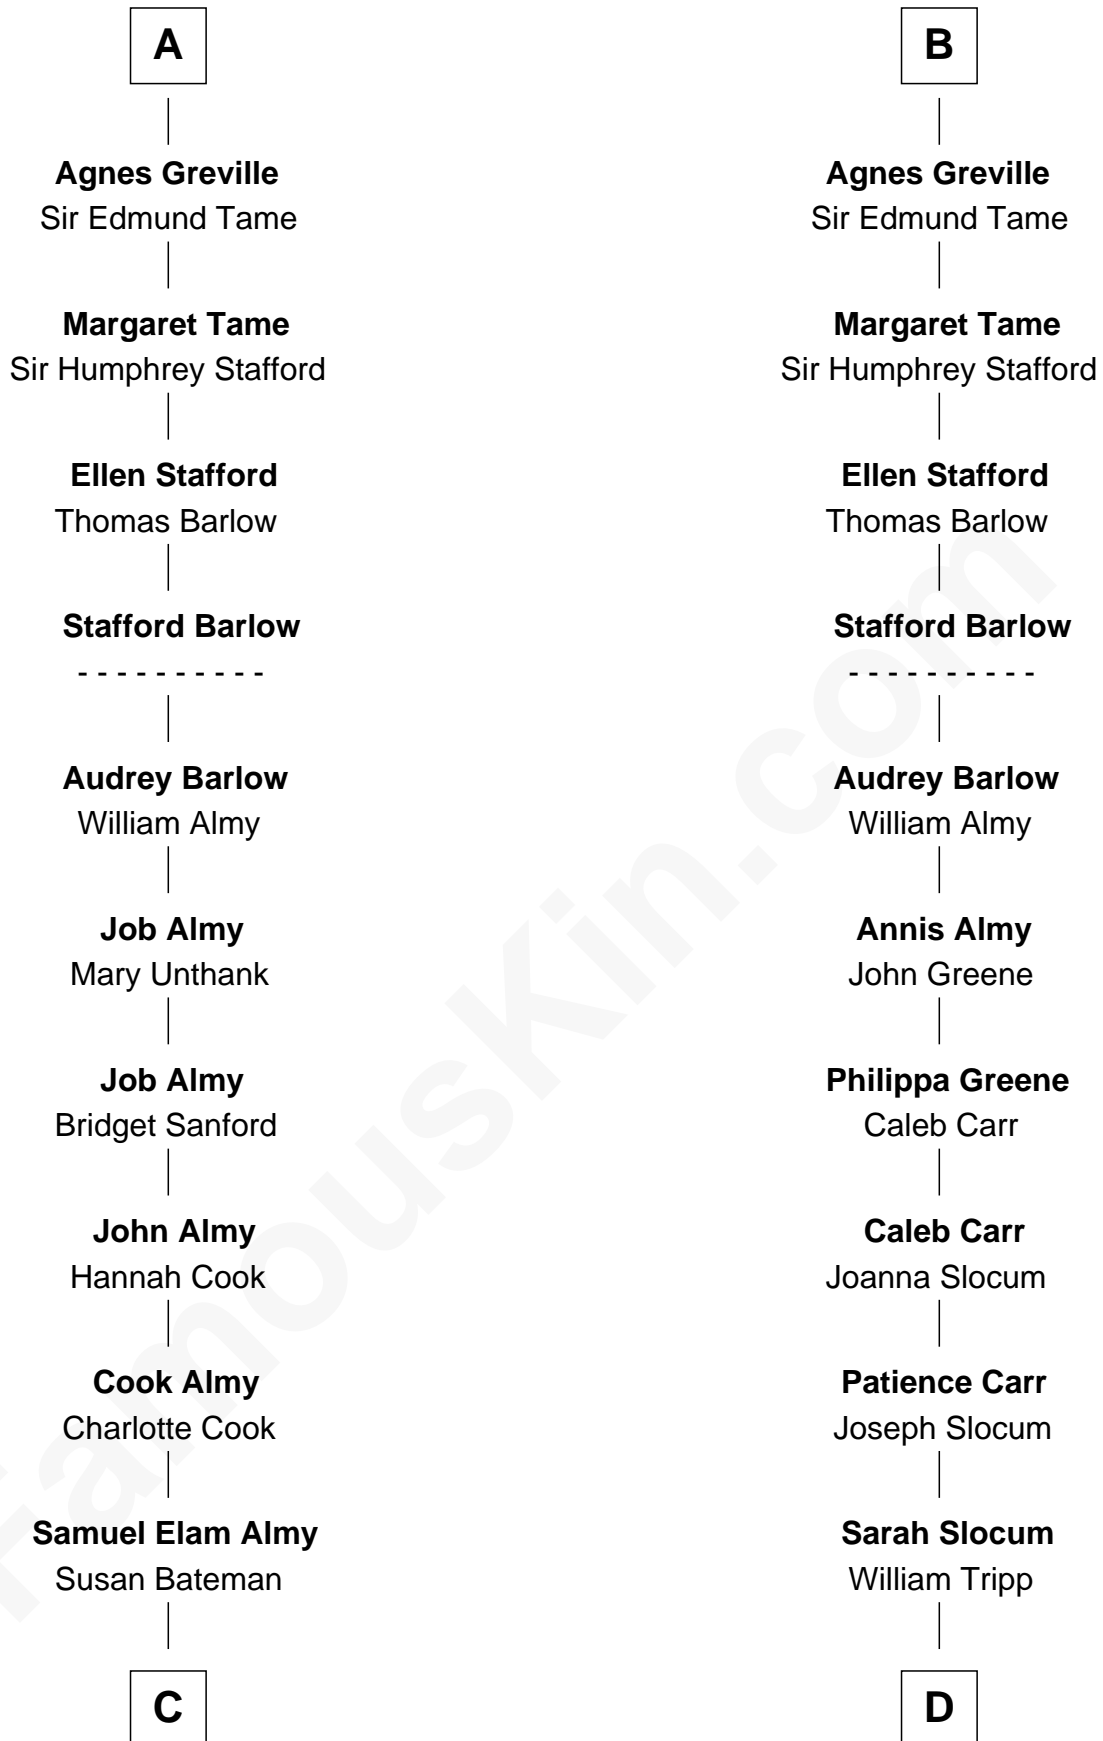 A
Agnes Greville
Sir Edmund Tame
Margaret Tame
Sir Humphrey Stafford
Ellen Stafford
Thomas Barlow
Stafford Barlow
- - - - - - - - - -
Audrey Barlow
William Almy
Job Almy
Mary Unthank
Job Almy
Bridget Sanford
John Almy
Hannah Cook
Cook Almy
Charlotte Cook
Samuel Elam Almy
Susan Bateman
C
B
Agnes Greville
Sir Edmund Tame
Margaret Tame
Sir Humphrey Stafford
Ellen Stafford
Thomas Barlow
Stafford Barlow
- - - - - - - - - -
Audrey Barlow
William Almy
Annis Almy
John Greene
Philippa Greene
Caleb Carr
Caleb Carr
Joanna Slocum
Patience Carr
Joseph Slocum
Sarah Slocum
William Tripp
D
FamousKin.com